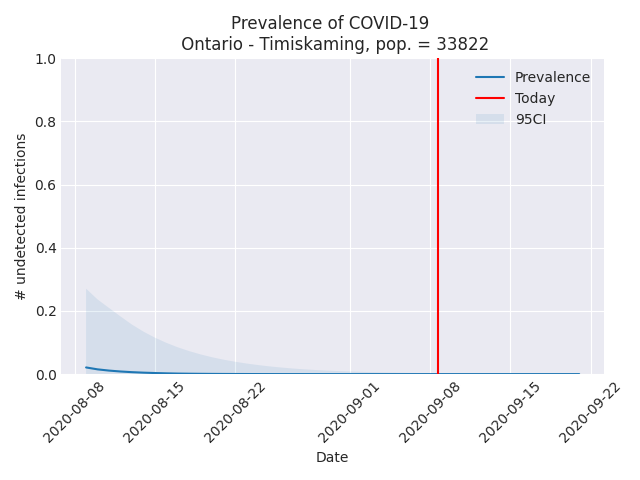 Prevalence of COVID-19
Ontario - Timiskaming, pop. = 33822
# undetected infections
1.0
0.8
0.6
0.4
0.2
0.0
Prevalence
Today
95CI
2020-08-08
2020-08-15
2020-08-22
2020-09-01
2020-09-08
2020-09-15
2020-09-22
Date